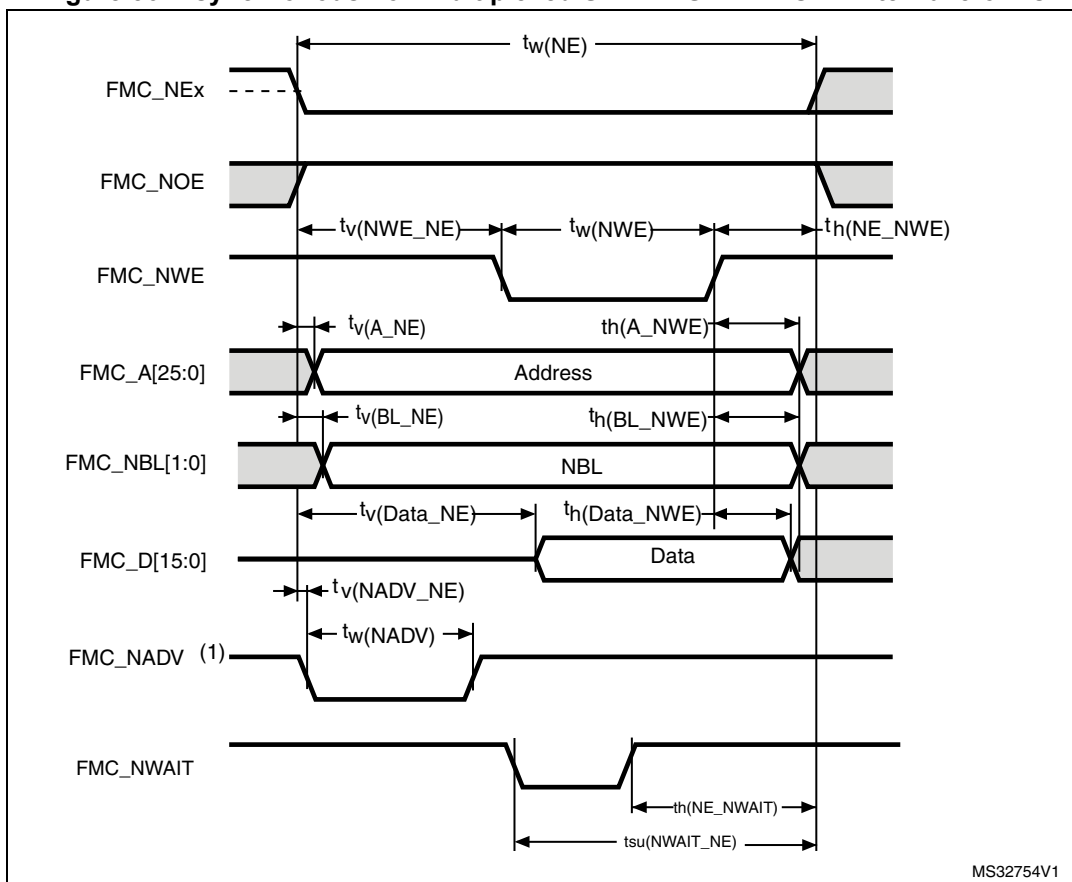 tw(NE)
FMC_NEx
FMC_NOE
tv(NWE_NE)
tw(NWE)
th(NE_NWE)
FMC_NWE
tv(A_NE)
th(A_NWE)
FMC_A[25:0]
Address
tv(BL_NE)
th(BL_NWE)
FMC_NBL[1:0]
NBL
tv(Data_NE)
th(Data_NWE)
FMC_D[15:0]
Data
tv(NADV_NE)
tw(NADV)
FMC_NADV (1)
FMC_NWAIT
th(NE_NWAIT)
tsu(NWAIT_NE)
MS32754V1